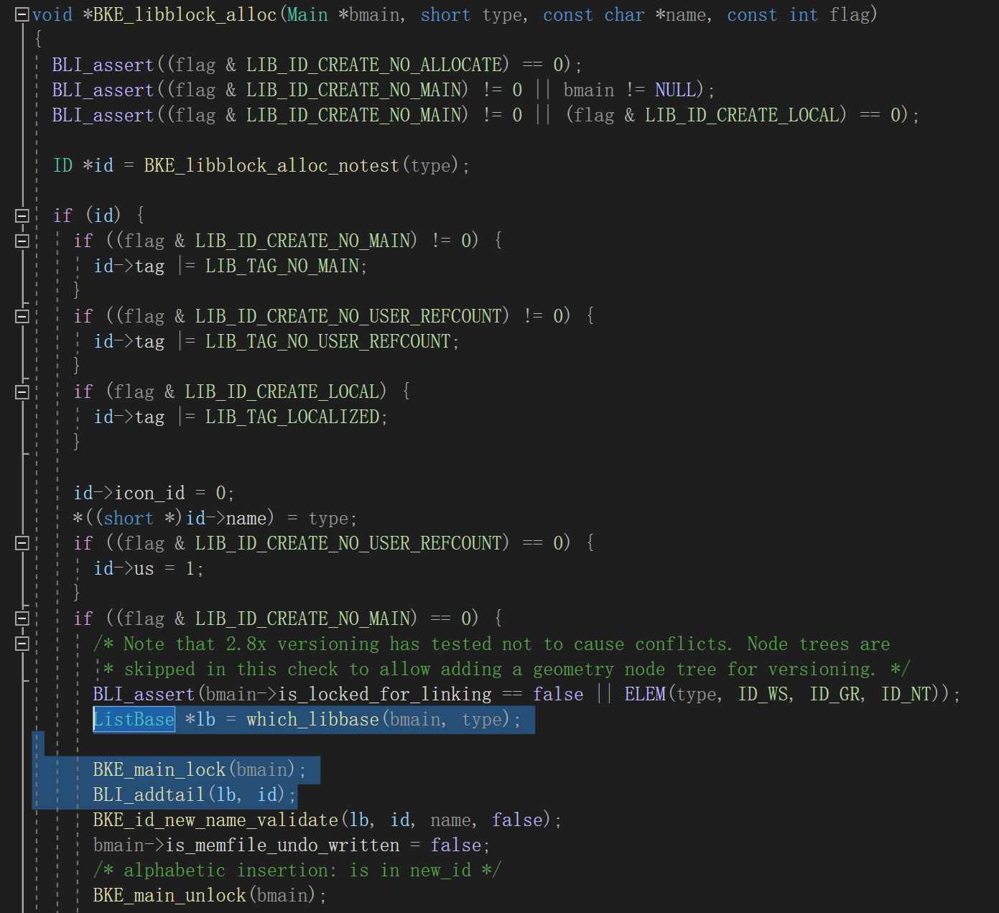 void *BKE_libblock_alloc(Main *bmain, short type, const char *name, const int flag)
{
BLI_assert((flag & LIB_ID_CREATE_NO_ALLOCATE) == 0);
BLI_assert((flag & LIB_ID_CREATE_NO_MAIN) != 0 || bmain != NULL);
BLI_assert((flag & LIB_ID_CREATE_NO_MAIN) != 0 || (flag & LIB_ID_CREATE_LOCAL) == 0);
ID *id = BKE_libblock_alloc_notest(type);
if (id) {
if ((flag & LIB_ID_CREATE_NO_MAIN) != 0) {
id->tag |= LIB_TAG_NO_MAIN;
}
if ((flag & LIB_ID_CREATE_NO_USER_REFCOUNT) != 0) {
id->tag |= LIB_TAG_NO_USER_REFCOUNT;
}
if (flag & LIB_ID_CREATE_LOCAL) {
id->tag |= LIB_TAG_LOCALIZED;
}
id->icon_id = 0;
*((short *)id->name) = type;
if ((flag & LIB_ID_CREATE_NO_USER_REFCOUNT) == 0) {
id->us = 1;
}
if ((flag & LIB_ID_CREATE_NO_MAIN) == 0) {
/* Note that 2.8x versioning has tested not to cause conflicts. Node trees are
* skipped in this check to allow adding a geometry node tree for versioning. */
BLI_assert(bmain->is_locked_for_linking == false || ELEM(type, ID_WS, ID_GR, ID_NT));
ListBase *lb = which_libbase(bmain, type);
BKE_main_lock(bmain);
BLI_addtail(lb, id);
BKE_id_new_name_validate(lb, id, name, false);
bmain->is_memfile_undo_written = false;
/* alphabetic insertion: is in new_id */
BKE_main_unlock(bmain);